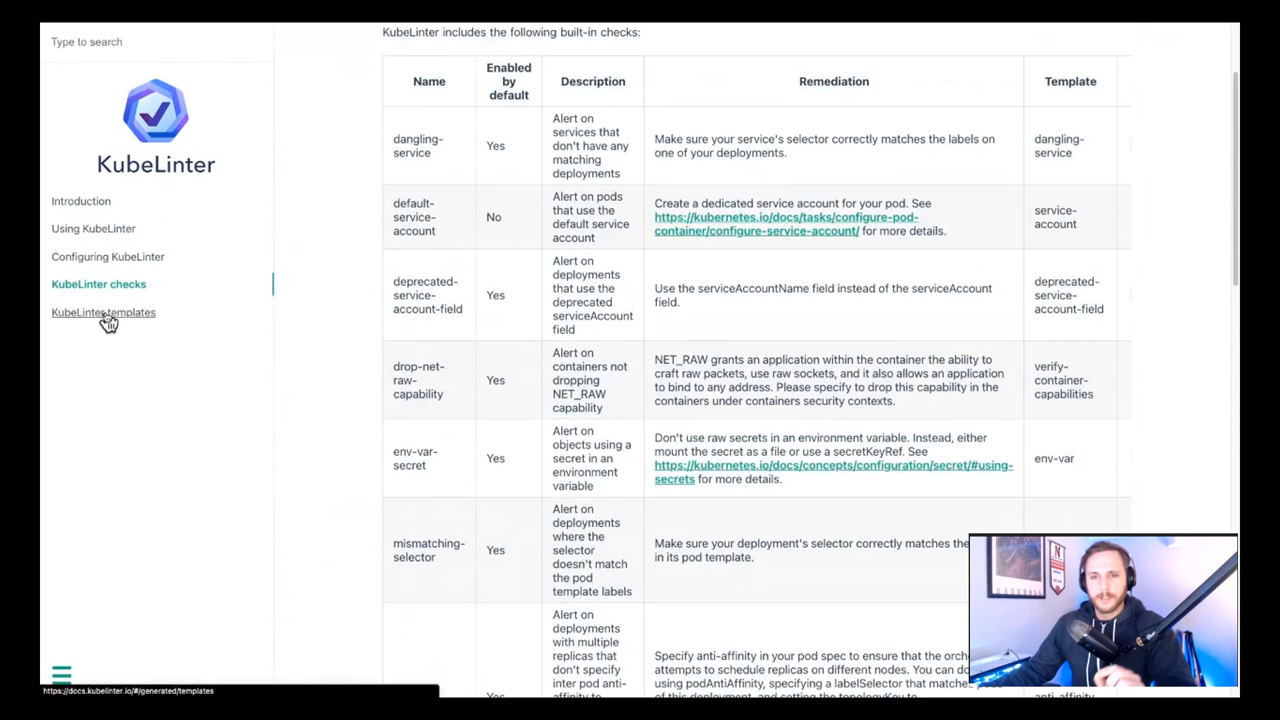 Type to search
KubeLinter
Introduction
Using KubeLinter
Configuring KubeLinter
KubeLinter checks
KubeLinter templates
KubeLinter includes the following built-in checks:
Name
Enabled
by
default
Description
Remediation
Template
dangling-
service
Yes
Alert on
services that
don't have any
matching
deployments
Make sure your service's selector correctly matches the labels on
one of your deployments.
dangling-
service
default-
service-
account
No
Alert on pods
that use the
default service
account
Create a dedicated service account for your pod. See
https://kubernetes.io/docs/tasks/configure-pod-
container/configure-service-account/ for more details.
service-
account
deprecated-
service-
account-field
Yes
Alert on
deployments
that use the
deprecated
serviceAccount
field
Use the serviceAccountName field instead of the serviceAccount
field.
deprecated-
service-
account-field
drop-net-
raw-
capability
Yes
Alert on
containers not
dropping
NET_RAW
capability
NET_RAW grants an application within the container the ability to
craft raw packets, use raw sockets, and it also allows an application
to bind to any address. Please specify to drop this capability in the
containers under containers security contexts.
verify-
container-
capabilities
env-var-
secret
Yes
Alert on
objects using a
secret in an
environment
variable
Don't use raw secrets in an environment variable. Instead, either
mount the secret as a file or use a secretKeyRef. See
https://kubernetes.io/docs/concepts/configuration/secret/#using-
secrets for more details.
env-var
mismatching-
selector
Yes
Alert on
deployments
where the
selector
doesn't match
the pod
template labels
Make sure your deployment's selector correctly matches the
in its pod template.
Yes
Alert on
deployments
with multiple
replicas that
don't specify
inter pod anti-
affinity to
Specify anti-affinity in your pod spec to ensure that the
attempts to schedule replicas on different nodes. You can
using podAntiAffinity, specifying a labelSelector that
of this deployment, and setting the topologyKey to
anti-affinity
https://docs.kubelinter.io/#/generated/templates